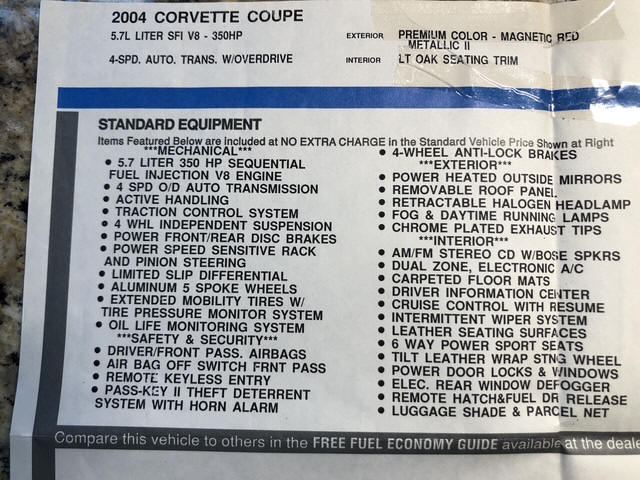 2004 CORVETTE COUPE
5.7L LITER SFI V8 - 350HP
EXTERIOR PREMIUM COLOR - MAGNETIC RED
METALLIC II
4-SPD. AUTO. TRANS. W/OVERDRIVE
INTERIOR LT OAK SEATING TRIM
STANDARD EQUIPMENT
Items Featured Below are Included at NO EXTRA CHARGE in the Standard Vehicle Price Shown at Right
***MECHANICAL***
• 5.7 LITER 350 HP SEQUENTIAL
FUEL INJECTION V8 ENGINE
• 4 SPD O/D AUTO TRANSMISSION
• ACTIVE HANDLING
• TRACTION CONTROL SYSTEM
• 4 WHL INDEPENDENT SUSPENSION
• POWER FRONT/REAR DISC BRAKES
• POWER SPEED SENSITIVE RACK
AND PINION STEERING
• LIMITED SLIP DIFFERENTIAL
• ALUMINUM 5 SPOKE WHEELS
• EXTENDED MOBILITY TIRES W/
TIRE PRESSURE MONITOR SYSTEM
• OIL LIFE MONITORING SYSTEM
***SAFETY & SECURITY***
• DRIVER/FRONT PASS. AIRBAGS
• AIR BAG OFF SWITCH FRNT PASS
• REMOTE KEYLESS ENTRY
• PASS-KEY II THEFT DETERRENT
SYSTEM WITH HORN ALARM
• 4-WHEEL ANTI-LOCK BRAKES
***EXTERIOR***
• POWER HEATED OUTSIDE MIRRORS
• REMOVABLE ROOF PANEL
• RETRACTABLE HALOGEN HEADLAMP
• FOG & DAYTIME RUNNING LAMPS
• CHROME PLATED EXHAUST TIPS
***INTERIOR***
• AM/FM STEREO CD W/BOSE SPKRS
• DUAL ZONE, ELECTRONIC A/C
• CARPETED FLOOR MATS
• DRIVER INFORMATION CENTER
• CRUISE CONTROL WITH RESUME
• INTERMITTENT WIPER SYSTEM
• LEATHER SEATING SURFACES
• 6 WAY POWER SPORT SEATS
• TILT LEATHER WRAP STNG WHEEL
• POWER DOOR LOCKS & WINDOWS
• ELEC. REAR WINDOW DEFOGGER
• REMOTE HATCH&FUEL DR RELEASE
• LUGGAGE SHADE & PARCEL NET
Compare this vehicle to others in the FREE FUEL ECONOMY GUIDE available at the deale